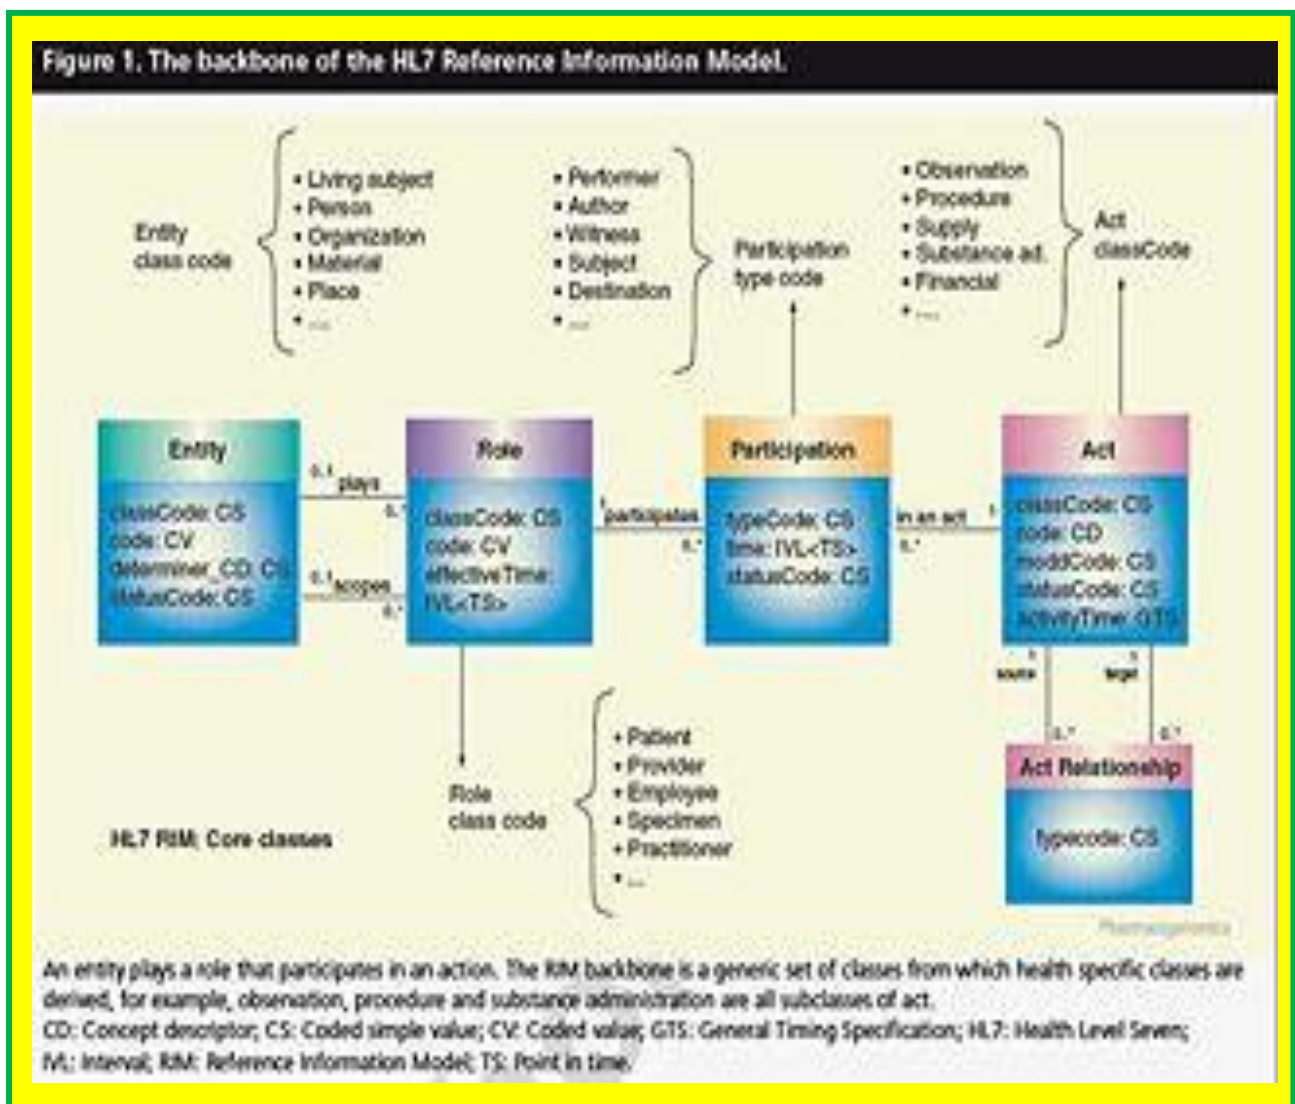 Figure 1. The backbone of the HL7 Reference Information Model.
Entity
class code
• Living subject
• Person
• Organization
• Material
• Place
• ...
• Performer
• Author
• Witness
• Subject
• Destination
• ...
Participation
type code
• Observation
• Procedure
• Supply
• Substance ad.
• Financial
• ...
Act
classCode
Entity
classCode: CS
code: CV
determiner_CD: CS
statusCode: CS
0..1 plays 0..*
0..1 scopes 0..*
Role
classCode: CS
code: CV
effectiveTime:
IVL<TS>
1 participates 0..*
Participation
typeCode: CS
time: IVL<TS>
statusCode: CS
in an act 1
0..*
Act
classCode: CS
code: CD
moddCode: CS
statusCode: CS
activityTime: GTS
1 source 0..*
1 target 0..*
Act Relationship
typecode: CS
Role
class code
• Patient
• Provider
• Employee
• Specimen
• Practitioner
• ...
HL7 RIM; Core classes
Pharmacogenomics
An entity plays a role that participates in an action. The RIM backbone is a generic set of classes from which health specific classes are
derived, for example, observation, procedure and substance administration are all subclasses of act.
CD: Concept descriptor; CS: Coded simple value; CV: Coded value; GTS: General Timing Specification; HL7: Health Level Seven;
IVL: Interval; RIM: Reference Information Model; TS: Point in time.